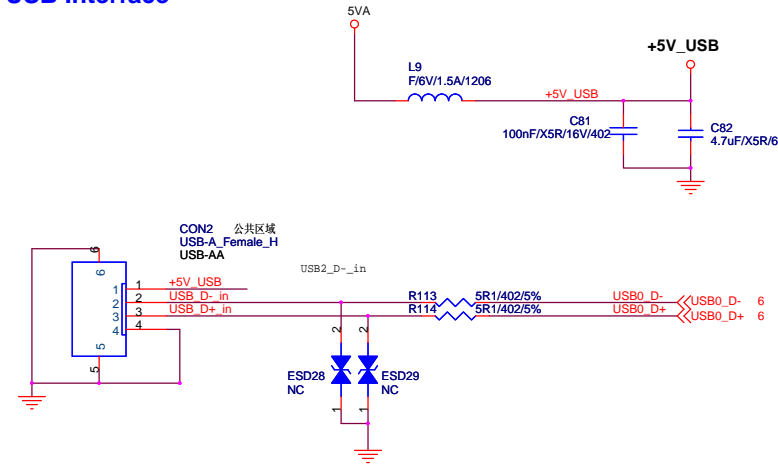 USB Interface
5VA
+5V_USB
L9
F/6V/1.5A/1206
+5V_USB
C81
100nF/X5R/16V/402
C82
4.7uF/X5R/6
CON2 公共区域
USB-A_Female_H
USB-AA
USB2_D-_in
6
6
1 1 +5V_USB
2 2 USB_D-_in
3 3 USB_D+_in
4 4
5
5
R113 5R1/402/5% USB0_D- USB0_D- 6
R114 5R1/402/5% USB0_D+ USB0_D+ 6
2 2
ESD28 ESD29
NC NC
1 1